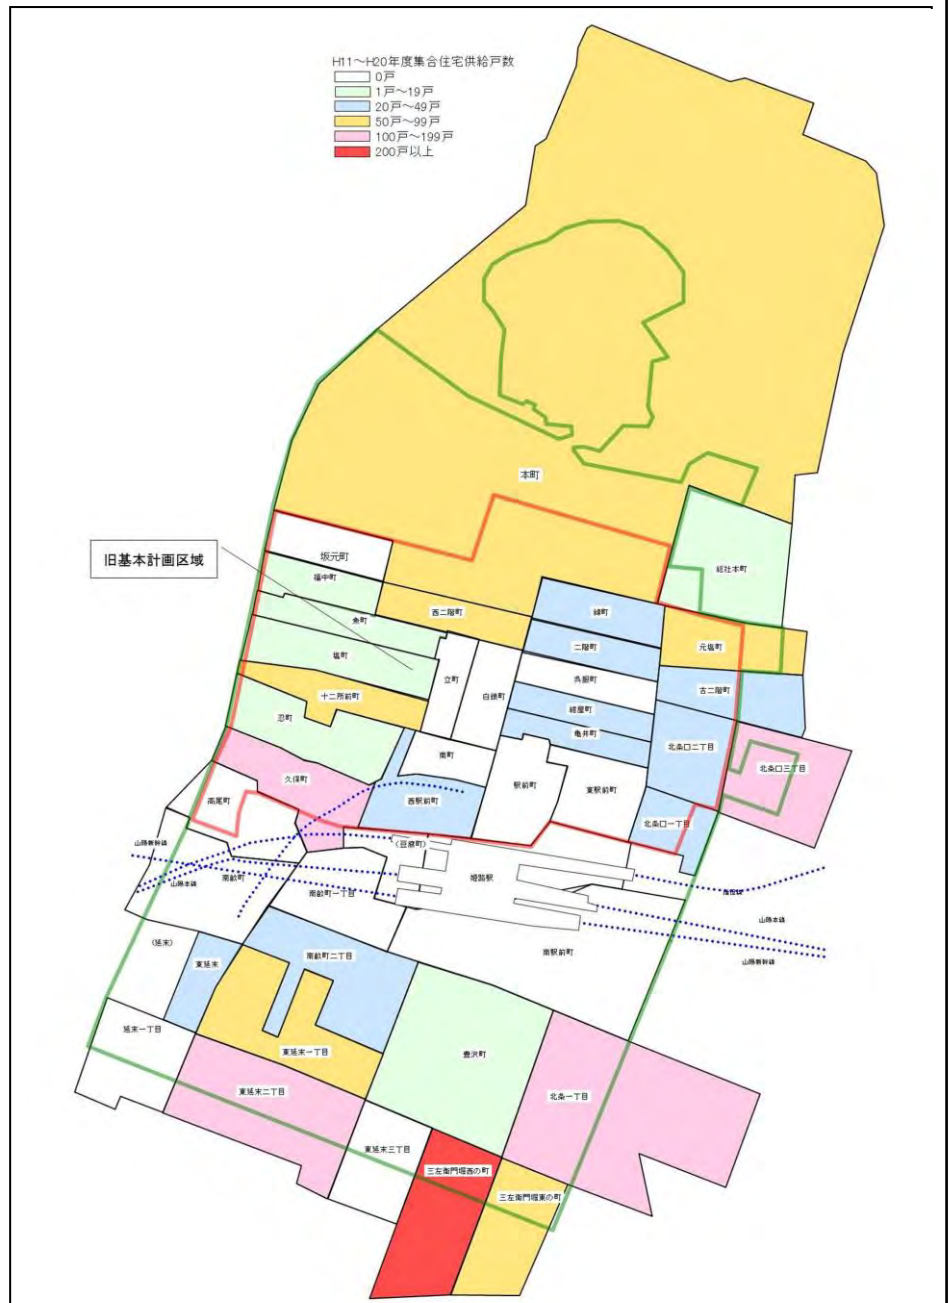 H11～H20年度集合住宅供給戸数
0戸
1戸～19戸
20戸～49戸
50戸～99戸
100戸～199戸
200戸以上
本町
旧基本計画区域
坂元町
総社本町
福中町
西二階町
綿町
魚町
元塩町
二階町
塩町
立町
呉服町
古二階町
十二所前町
白銀町
紺屋町
忍町
亀井町
北条口二丁目
南町
北条口三丁目
久保町
駅前町
東駅前町
高尾町
西駅前町
北条口一丁目
山陽新幹線
(豆腐町)
姫路駅
南畝町
山陽本線
南畝町一丁目
山陽本線
(延末)
南駅前町
山陽新幹線
東延末
南畝町二丁目
延末一丁目
東延末一丁目
豊沢町
東延末二丁目
北条一丁目
東延末三丁目
三左衛門堀西の町
三左衛門堀東の町